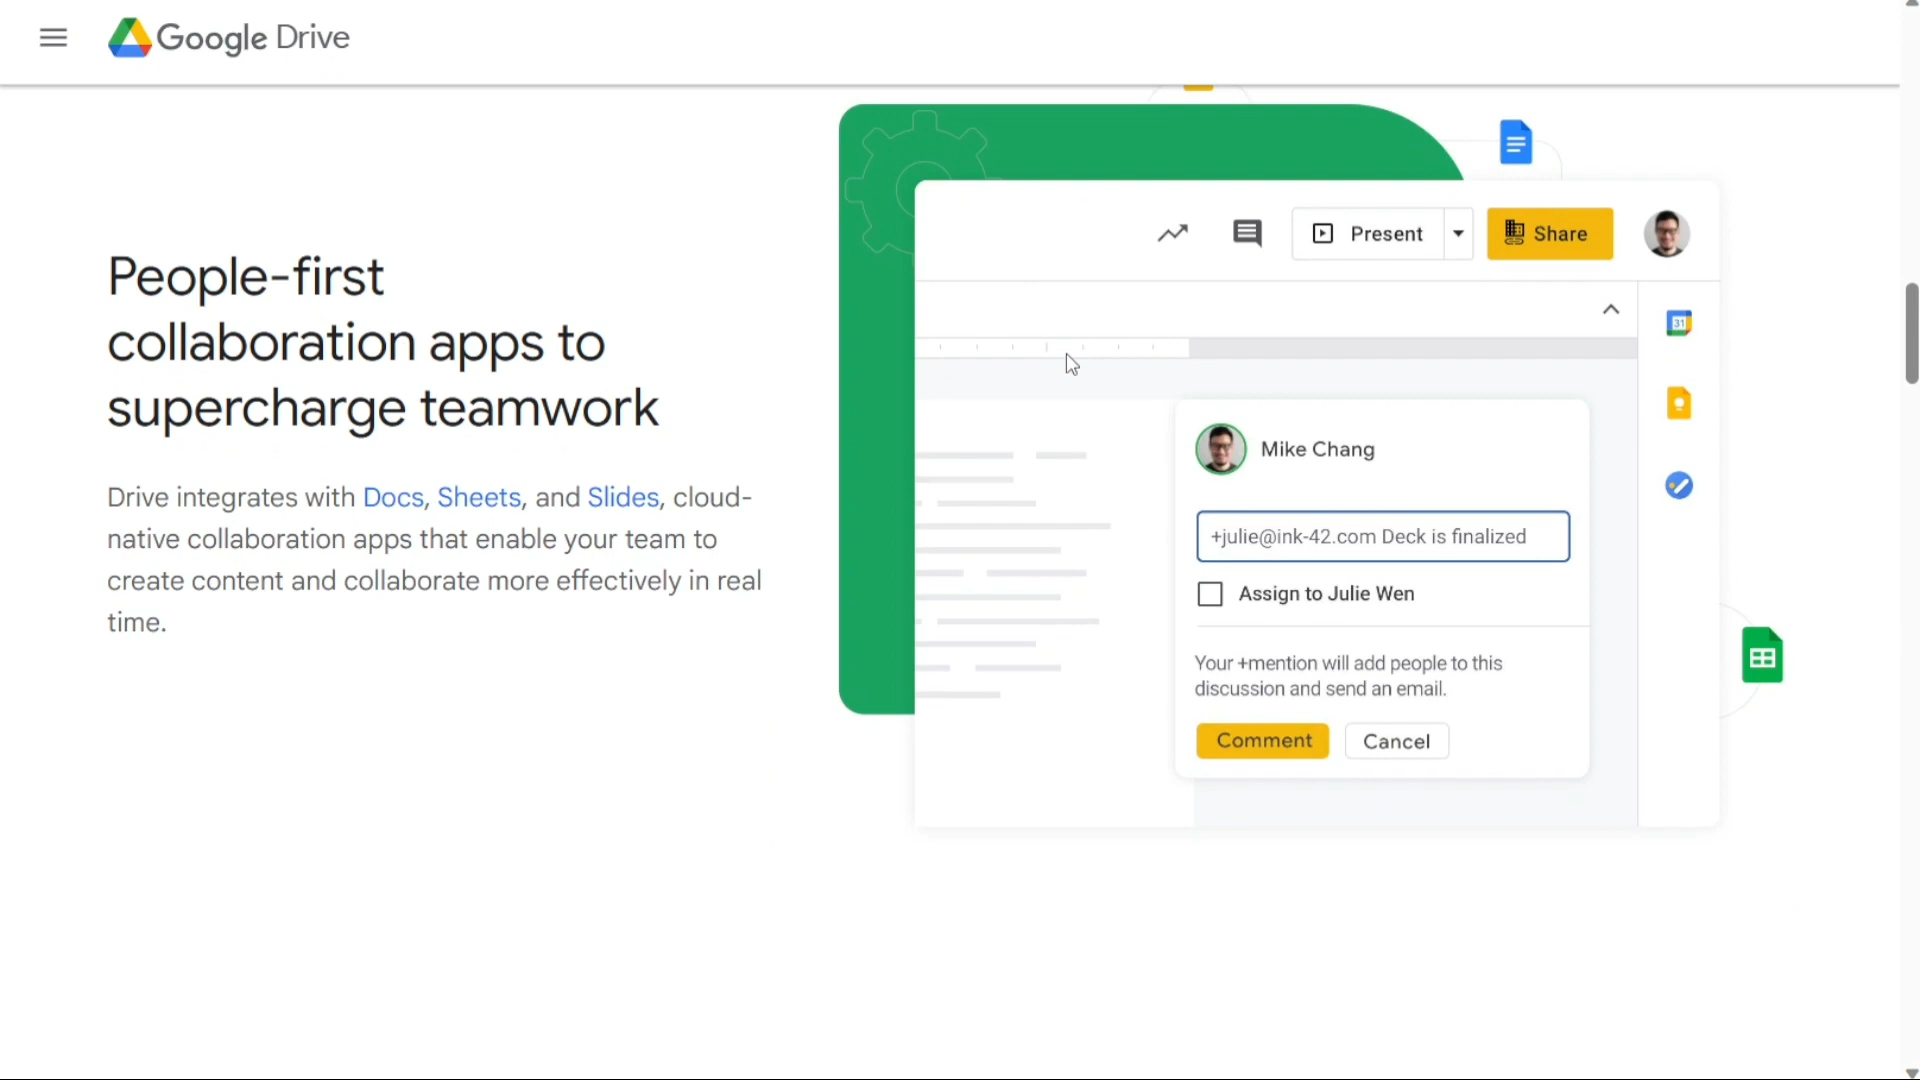 Google Drive
People-first
collaboration apps to
supercharge teamwork
Drive integrates with Docs, Sheets, and Slides, cloud-
native collaboration apps that enable your team to
create content and collaborate more effectively in real
time.
Present
Share
31
Mike Chang
+julie@ink-42.com Deck is finalized
Assign to Julie Wen
Your +mention will add people to this
discussion and send an email.
Comment Cancel